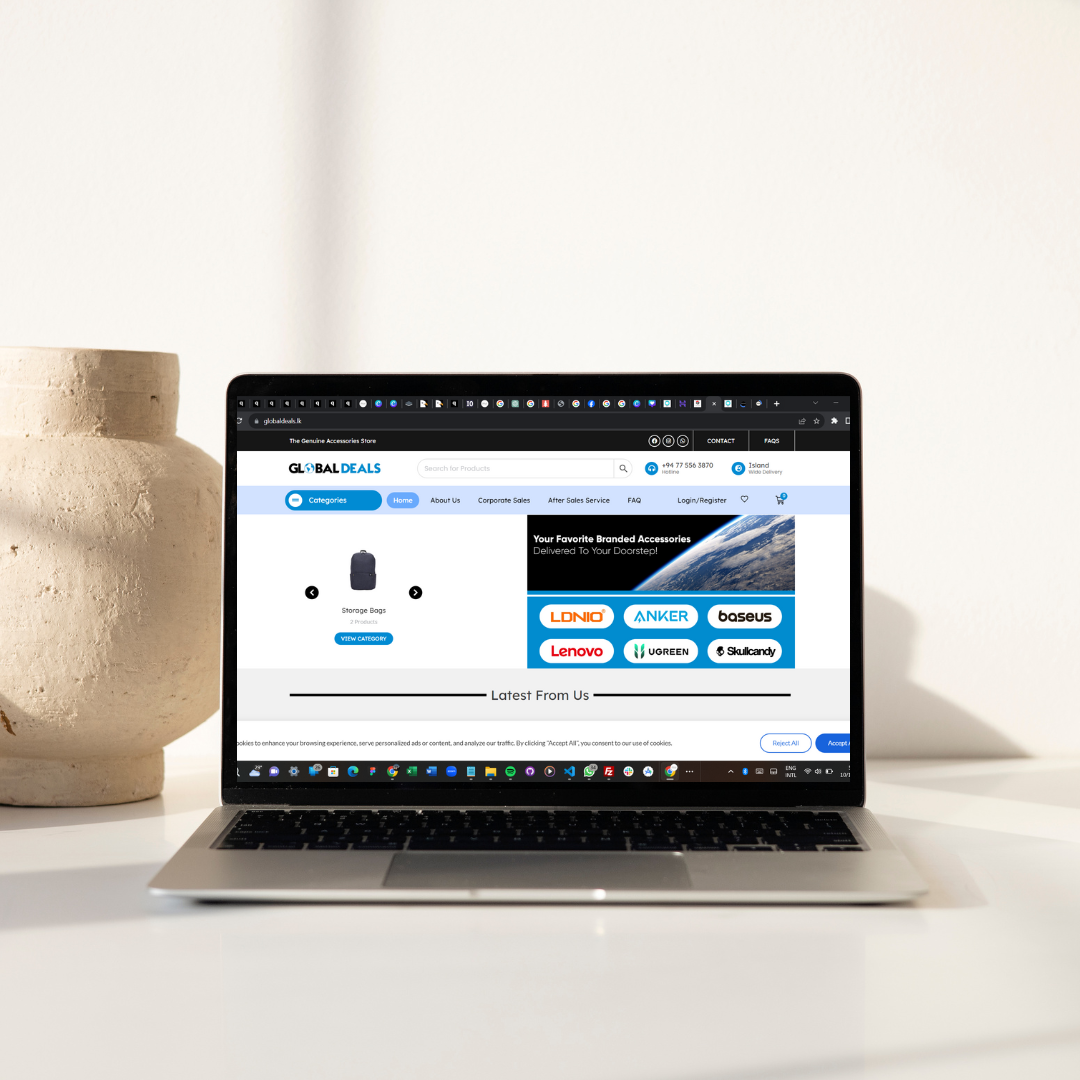 globaldeals.lk
The Genuine Accessories Store
CONTACT
FAQS
GLOBAL DEALS
Search for Products
+94 77 556 3870
Hotline
Island
Wide Delivery
Categories
Home
About Us
Corporate Sales
After Sales Service
FAQ
Login/Register
Your Favorite Branded Accessories
Delivered To Your Doorstep!
Storage Bags
2 Products
VIEW CATEGORY
LDNIO®
ANKER
baseus
Lenovo
UGREEN
Skullcandy
Latest From Us
to enhance your browsing experience, serve personalized ads or content, and analyze our traffic. By clicking "Accept All", you consent to our use of cookies.
Reject All
Accept
ENG
INTL